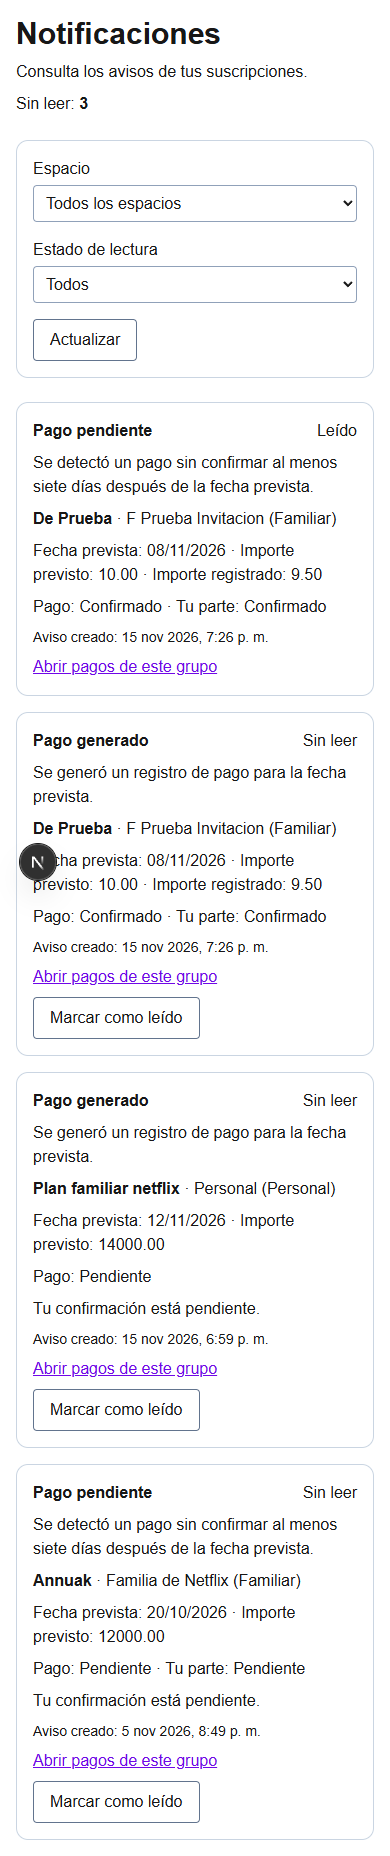 Notificaciones
Consulta los avisos de tus suscripciones.
Sin leer: 3
Espacio
Todos los espacios
Estado de lectura
Todos
Actualizar
Pago pendiente Leído
Se detectó un pago sin confirmar al menos
siete días después de la fecha prevista.
De Prueba · F Prueba Invitacion (Familiar)
Fecha prevista: 08/11/2026 · Importe
previsto: 10.00 · Importe registrado: 9.50
Pago: Confirmado · Tu parte: Confirmado
Aviso creado: 15 nov 2026, 7:26 p. m.
Abrir pagos de este grupo
Pago generado Sin leer
Se generó un registro de pago para la fecha
prevista.
De Prueba · F Prueba Invitacion (Familiar)
N
cha prevista: 08/11/2026 · Importe
previsto: 10.00 · Importe registrado: 9.50
Pago: Confirmado · Tu parte: Confirmado
Aviso creado: 15 nov 2026, 7:26 p. m.
Abrir pagos de este grupo
Marcar como leído
Pago generado Sin leer
Se generó un registro de pago para la fecha
prevista.
Plan familiar netflix · Personal (Personal)
Fecha prevista: 12/11/2026 · Importe
previsto: 14000.00
Pago: Pendiente
Tu confirmación está pendiente.
Aviso creado: 15 nov 2026, 6:59 p. m.
Abrir pagos de este grupo
Marcar como leído
Pago pendiente Sin leer
Se detectó un pago sin confirmar al menos
siete días después de la fecha prevista.
Annuak · Familia de Netflix (Familiar)
Fecha prevista: 20/10/2026 · Importe
previsto: 12000.00
Pago: Pendiente · Tu parte: Pendiente
Tu confirmación está pendiente.
Aviso creado: 5 nov 2026, 8:49 p. m.
Abrir pagos de este grupo
Marcar como leído